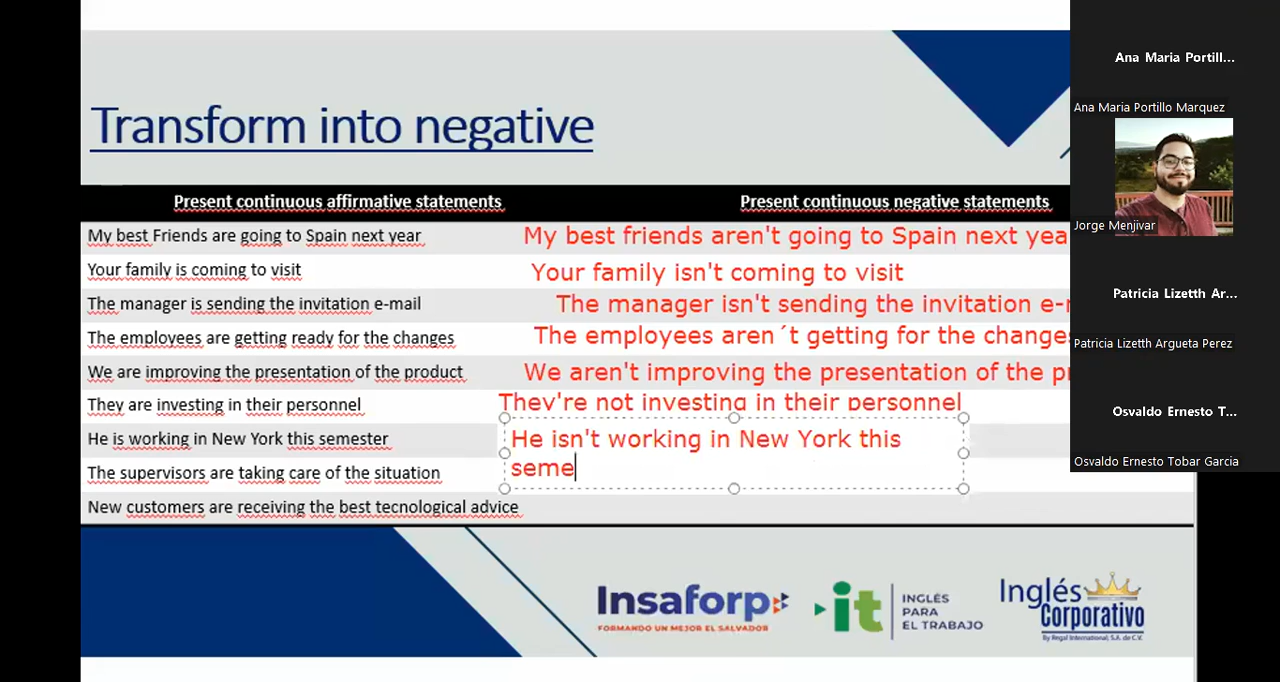 Transform into negative
Present continuous affirmative statements
Present continuous negative statements
My best Friends are going to Spain next year
My best friends aren't going to Spain next yea
Your family is coming to visit
Your family isn't coming to visit
The manager is sending the invitation e-mail
The manager isn't sending the invitation e-
The employees are getting ready for the changes
The employees aren´t getting for the changes
We are improving the presentation of the product
We aren't improving the presentation of the p
They are investing in their personnel
They're not investing in their personnel
He is working in New York this semester
He isn't working in New York this
seme
The supervisors are taking care of the situation
New customers are receiving the best tecnological advice
Insaforp
FORMANDO UN MEJOR EL SALVADOR
it
INGLÉS
PARA
EL TRABAJO
Inglés
Corporativo
By Regal International, S.A. de C.V.
Ana Maria Portill...
Ana Maria Portillo Marquez
Jorge Menjivar
Patricia Lizetth Ar...
Patricia Lizetth Argueta Perez
Osvaldo Ernesto T...
Osvaldo Ernesto Tobar Garcia